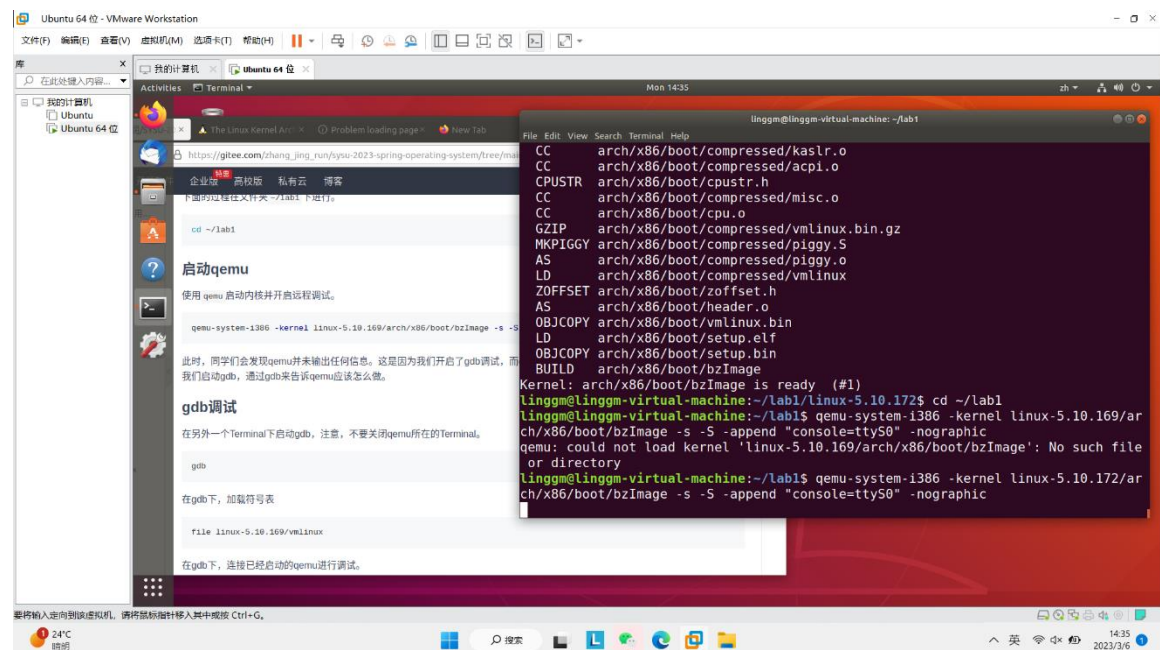 Ubuntu 64 位 - VMware Workstation
文件(F) 编辑(E) 查看(V) 虚拟机(M) 选项卡(T) 帮助(H)
库
在此处键入内容...
我的计算机
Ubuntu
Ubuntu 64 位
我的计算机
Ubuntu 64 位
Activities
Terminal
Mon 14:35
zh
The Linux Kernel Arc
Problem loading page
New Tab
https://gitee.com/zhang_jing_run/sysu-2023-spring-operating-system/tree/mai
企业版
特惠
高校版 私有云 博客
下面的过程在文件夹 ~/lab1 下进行。
cd ~/lab1
启动qemu
使用 qemu 启动内核并开启远程调试。
qemu-system-i386 -kernel linux-5.10.169/arch/x86/boot/bzImage -s -S
此时，同学们会发现qemu并未输出任何信息。这是因为我们开启了gdb调试，而
我们启动gdb，通过gdb来告诉qemu应该怎么做。
gdb调试
在另外一个Terminal下启动gdb，注意，不要关闭qemu所在的Terminal。
gdb
在gdb下，加载符号表
file linux-5.10.169/vmlinux
在gdb下，连接已经启动的qemu进行调试。
linggm@linggm-virtual-machine: ~/lab1
File Edit View Search Terminal Help
CC arch/x86/boot/compressed/kaslr.o
CC arch/x86/boot/compressed/acpi.o
CPUSTR arch/x86/boot/cpustr.h
CC arch/x86/boot/compressed/misc.o
CC arch/x86/boot/cpu.o
GZIP arch/x86/boot/compressed/vmlinux.bin.gz
MKPIGGY arch/x86/boot/compressed/piggy.S
AS arch/x86/boot/compressed/piggy.o
LD arch/x86/boot/compressed/vmlinux
ZOFFSET arch/x86/boot/zoffset.h
AS arch/x86/boot/header.o
OBJCOPY arch/x86/boot/vmlinux.bin
LD arch/x86/boot/setup.elf
OBJCOPY arch/x86/boot/setup.bin
BUILD arch/x86/boot/bzImage
Kernel: arch/x86/boot/bzImage is ready (#1)
linggm@linggm-virtual-machine:~/lab1/linux-5.10.172$ cd ~/lab1
linggm@linggm-virtual-machine:~/lab1$ qemu-system-i386 -kernel linux-5.10.169/ar
ch/x86/boot/bzImage -s -S -append "console=ttyS0" -nographic
qemu: could not load kernel 'linux-5.10.169/arch/x86/boot/bzImage': No such file
or directory
linggm@linggm-virtual-machine:~/lab1$ qemu-system-i386 -kernel linux-5.10.172/ar
ch/x86/boot/bzImage -s -S -append "console=ttyS0" -nographic
要将输入定向到该虚拟机，请将鼠标指针移入其中或按 Ctrl+G。
24°C
晴朗
搜索
英
14:35
2023/3/6